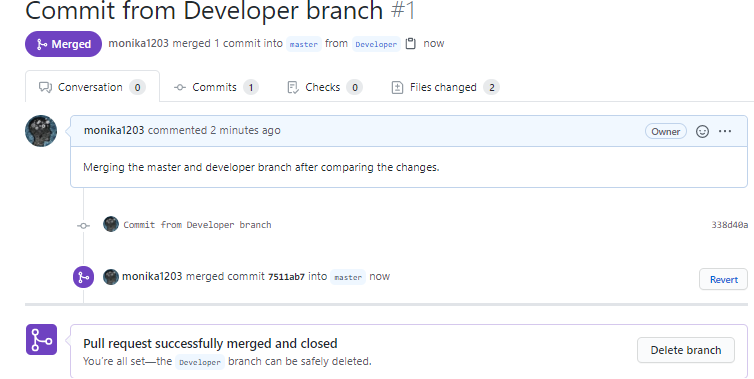 Commit from Developer branch #1
Merged monika1203 merged 1 commit into master from Developer now
Conversation 0 Commits 1 Checks 0 Files changed 2
monika1203 commented 2 minutes ago Owner ...
Merging the master and developer branch after comparing the changes.
Commit from Developer branch 338d40a
monika1203 merged commit 7511ab7 into master now Revert
Pull request successfully merged and closed
You're all set—the Developer branch can be safely deleted. Delete branch